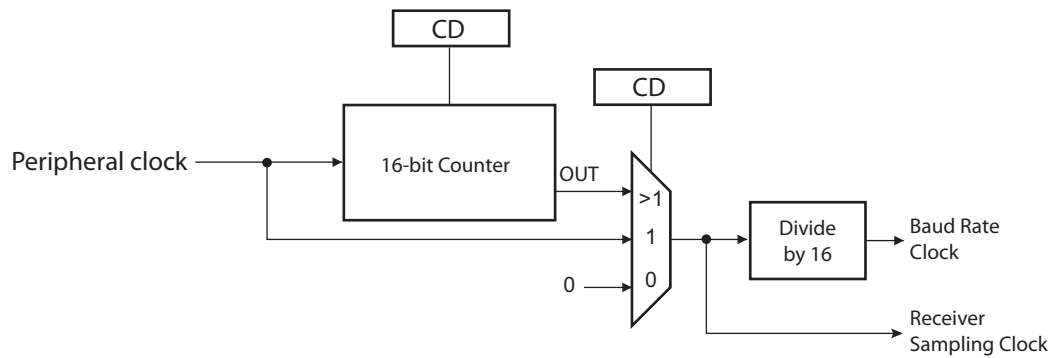 CD
CD
Peripheral clock
16-bit Counter
OUT
>1
1
0
0
Divide
by 16
Baud Rate
Clock
Receiver
Sampling Clock